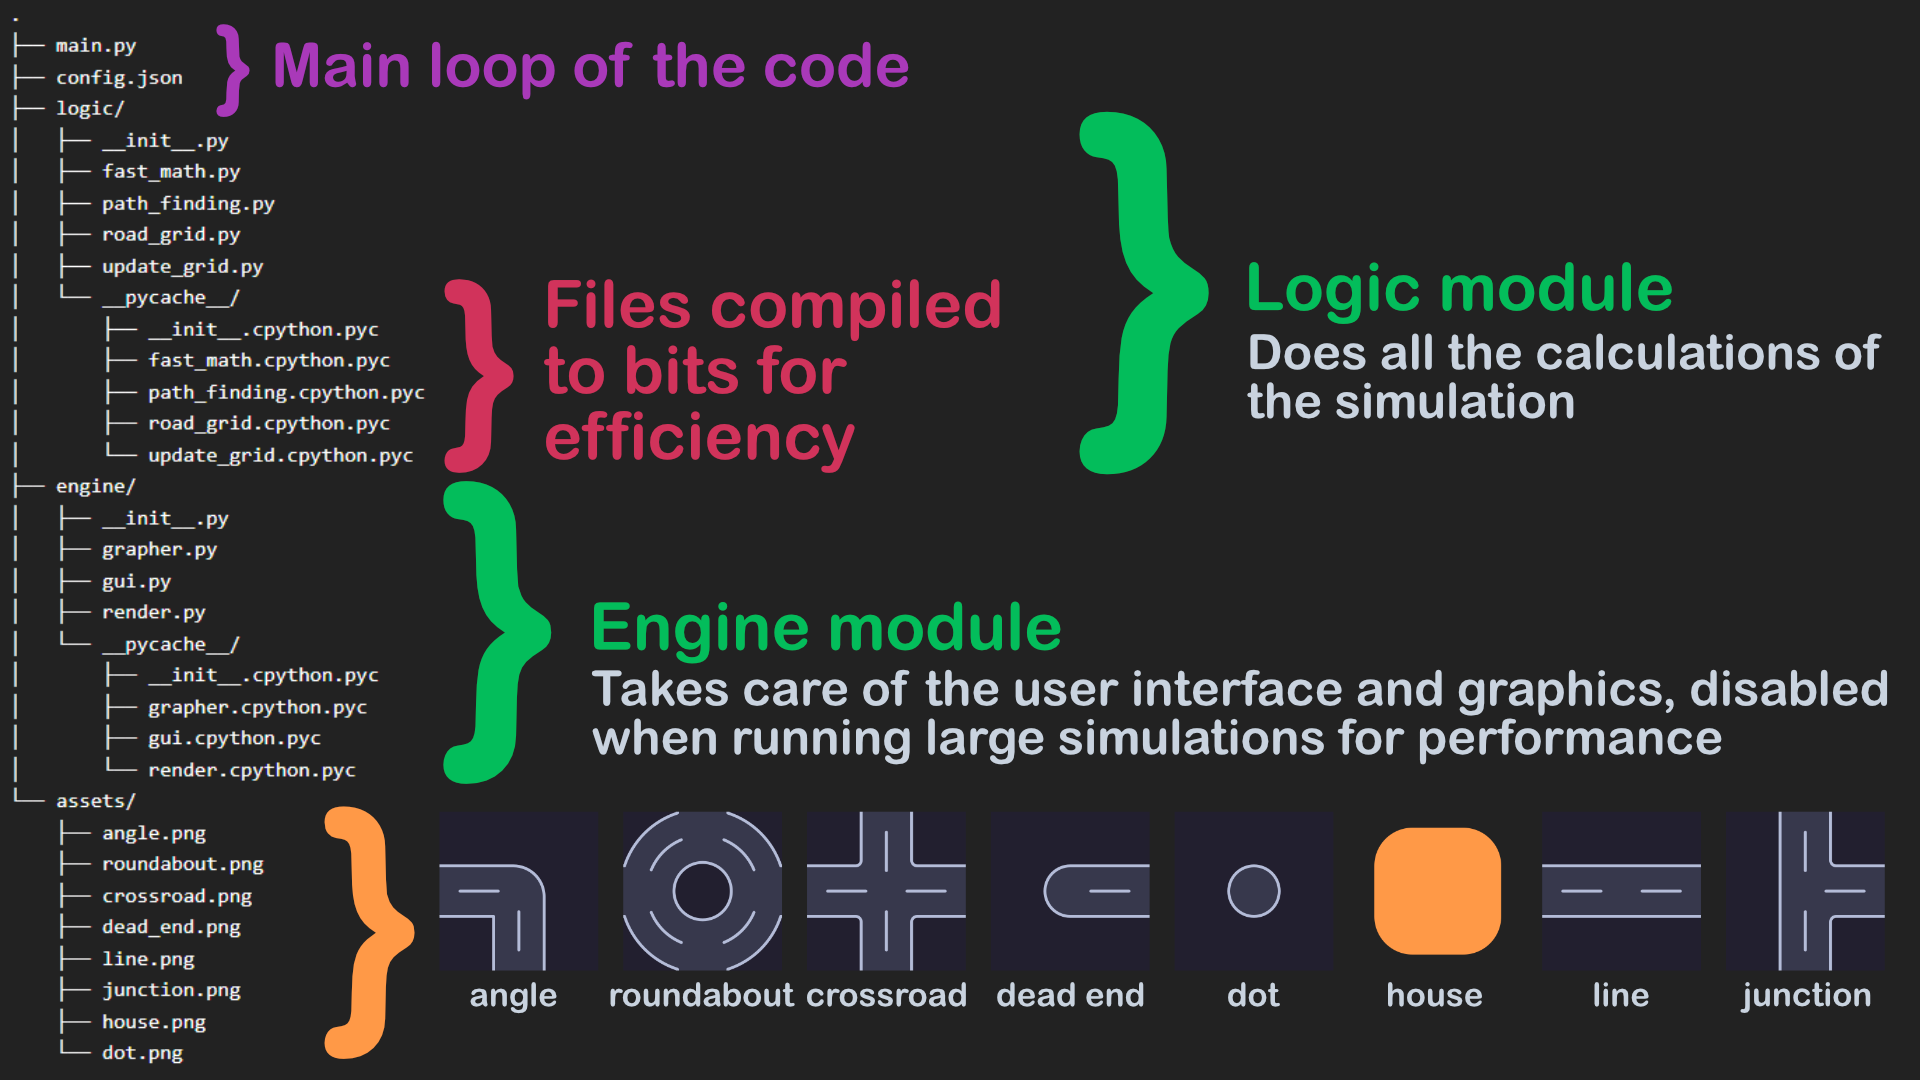 .
├── main.py
├── config.json
├── logic/
│   ├── __init__.py
│   ├── fast_math.py
│   ├── path_finding.py
│   ├── road_grid.py
│   ├── update_grid.py
│   └── __pycache__/
│       ├── __init__.cpython.pyc
│       ├── fast_math.cpython.pyc
│       ├── path_finding.cpython.pyc
│       ├── road_grid.cpython.pyc
│       └── update_grid.cpython.pyc
├── engine/
│   ├── __init__.py
│   ├── grapher.py
│   ├── gui.py
│   ├── render.py
│   └── __pycache__/
│       ├── __init__.cpython.pyc
│       ├── grapher.cpython.pyc
│       ├── gui.cpython.pyc
│       └── render.cpython.pyc
└── assets/
    ├── angle.png
    ├── roundabout.png
    ├── crossroad.png
    ├── dead_end.png
    ├── line.png
    ├── junction.png
    ├── house.png
    └── dot.png
} Main loop of the code
} Files compiled
to bits for
efficiency
} Logic module
Does all the calculations of
the simulation
} Engine module
Takes care of the user interface and graphics, disabled
when running large simulations for performance
}
angle
roundabout
crossroad
dead end
dot
house
line
junction